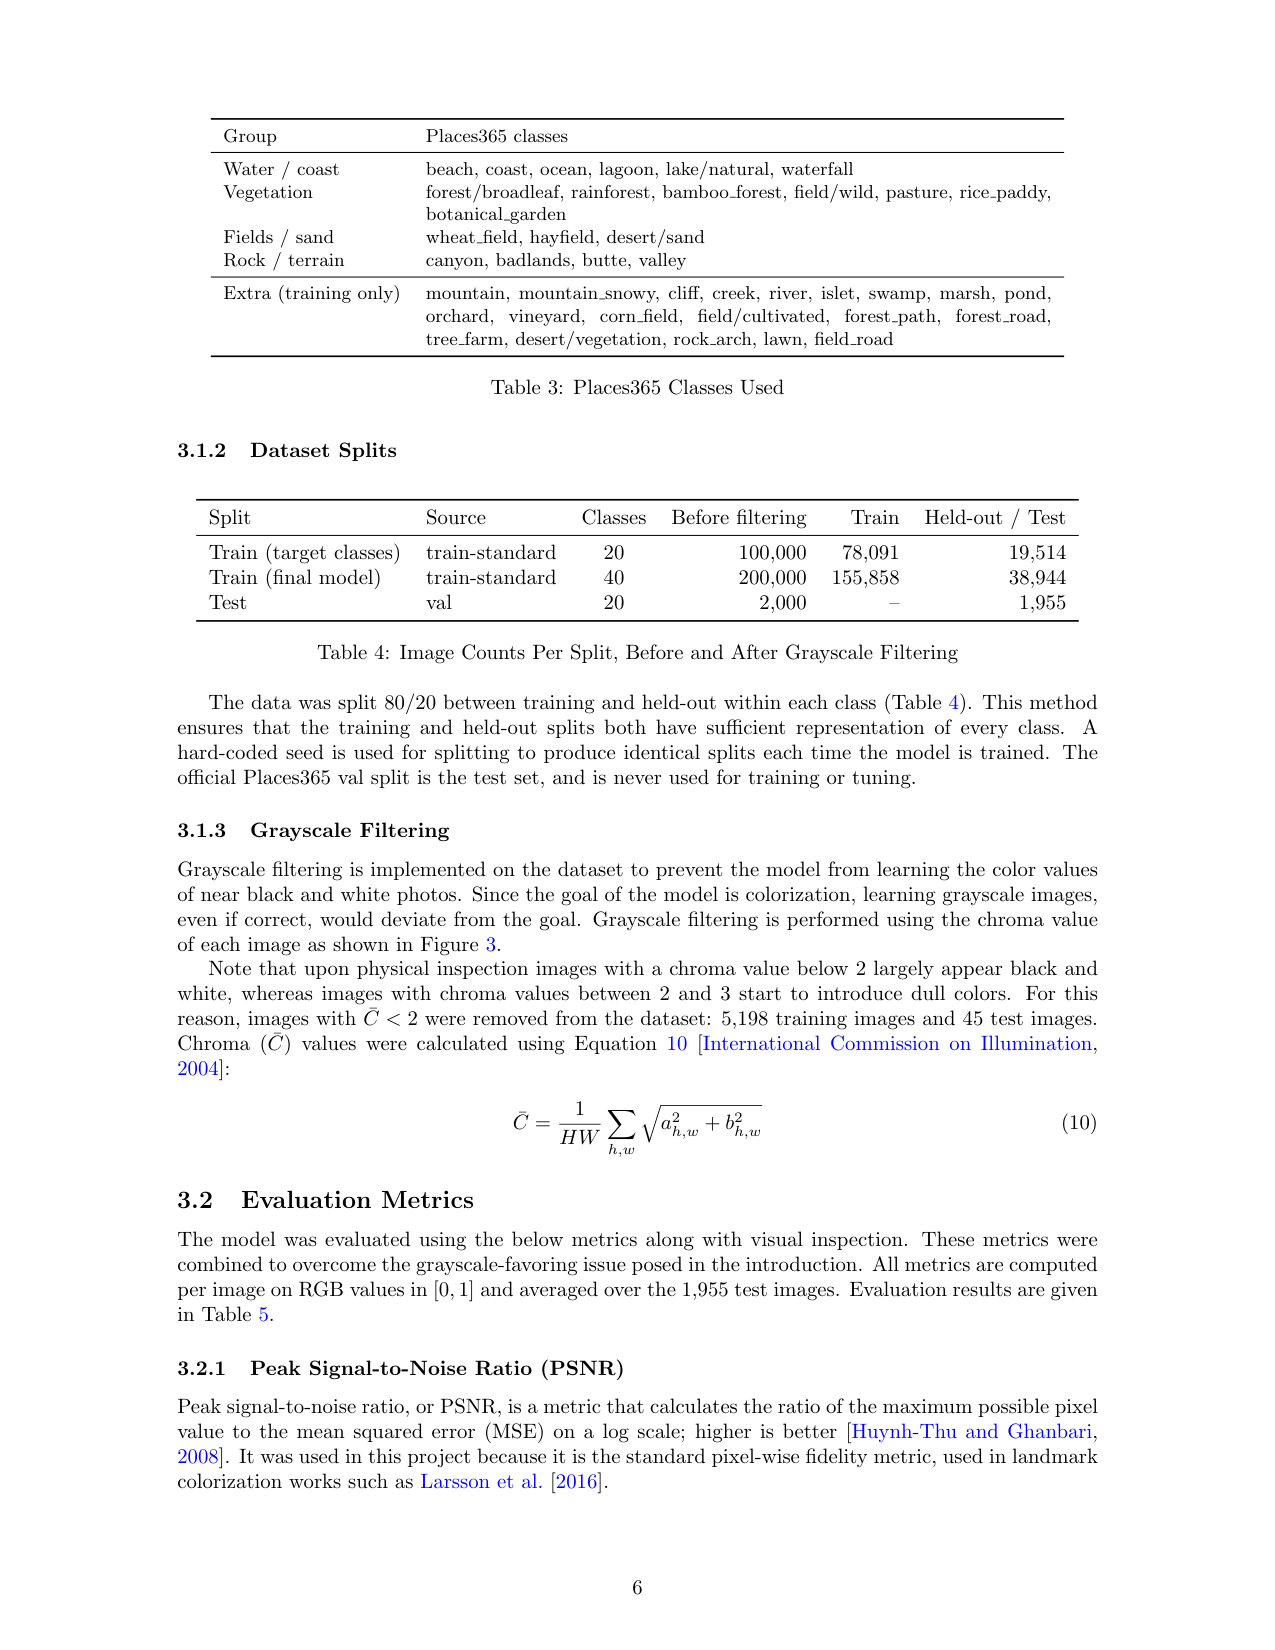 Group Places365 classes
Water / coast beach, coast, ocean, lagoon, lake/natural, waterfall
Vegetation forest/broadleaf, rainforest, bamboo_forest, field/wild, pasture, rice_paddy,
botanical_garden
Fields / sand wheat_field, hayfield, desert/sand
Rock / terrain canyon, badlands, butte, valley
Extra (training only) mountain, mountain_snowy, cliff, creek, river, islet, swamp, marsh, pond,
orchard, vineyard, corn_field, field/cultivated, forest_path, forest_road,
tree_farm, desert/vegetation, rock_arch, lawn, field_road
Table 3: Places365 Classes Used
3.1.2 Dataset Splits
Split Source Classes Before filtering Train Held-out / Test
Train (target classes) train-standard 20 100,000 78,091 19,514
Train (final model) train-standard 40 200,000 155,858 38,944
Test val 20 2,000 – 1,955
Table 4: Image Counts Per Split, Before and After Grayscale Filtering
The data was split 80/20 between training and held-out within each class (Table 4). This method
ensures that the training and held-out splits both have sufficient representation of every class. A
hard-coded seed is used for splitting to produce identical splits each time the model is trained. The
official Places365 val split is the test set, and is never used for training or tuning.
3.1.3 Grayscale Filtering
Grayscale filtering is implemented on the dataset to prevent the model from learning the color values
of near black and white photos. Since the goal of the model is colorization, learning grayscale images,
even if correct, would deviate from the goal. Grayscale filtering is performed using the chroma value
of each image as shown in Figure 3.
Note that upon physical inspection images with a chroma value below 2 largely appear black and
white, whereas images with chroma values between 2 and 3 start to introduce dull colors. For this
reason, images with C̄ < 2 were removed from the dataset: 5,198 training images and 45 test images.
Chroma (C̄) values were calculated using Equation 10 [International Commission on Illumination,
2004]:
C̄ = 1/HW ∑_{h,w} √(a²_{h,w} + b²_{h,w}) (10)
3.2 Evaluation Metrics
The model was evaluated using the below metrics along with visual inspection. These metrics were
combined to overcome the grayscale-favoring issue posed in the introduction. All metrics are computed
per image on RGB values in [0, 1] and averaged over the 1,955 test images. Evaluation results are given
in Table 5.
3.2.1 Peak Signal-to-Noise Ratio (PSNR)
Peak signal-to-noise ratio, or PSNR, is a metric that calculates the ratio of the maximum possible pixel
value to the mean squared error (MSE) on a log scale; higher is better [Huynh-Thu and Ghanbari,
2008]. It was used in this project because it is the standard pixel-wise fidelity metric, used in landmark
colorization works such as Larsson et al. [2016].
6